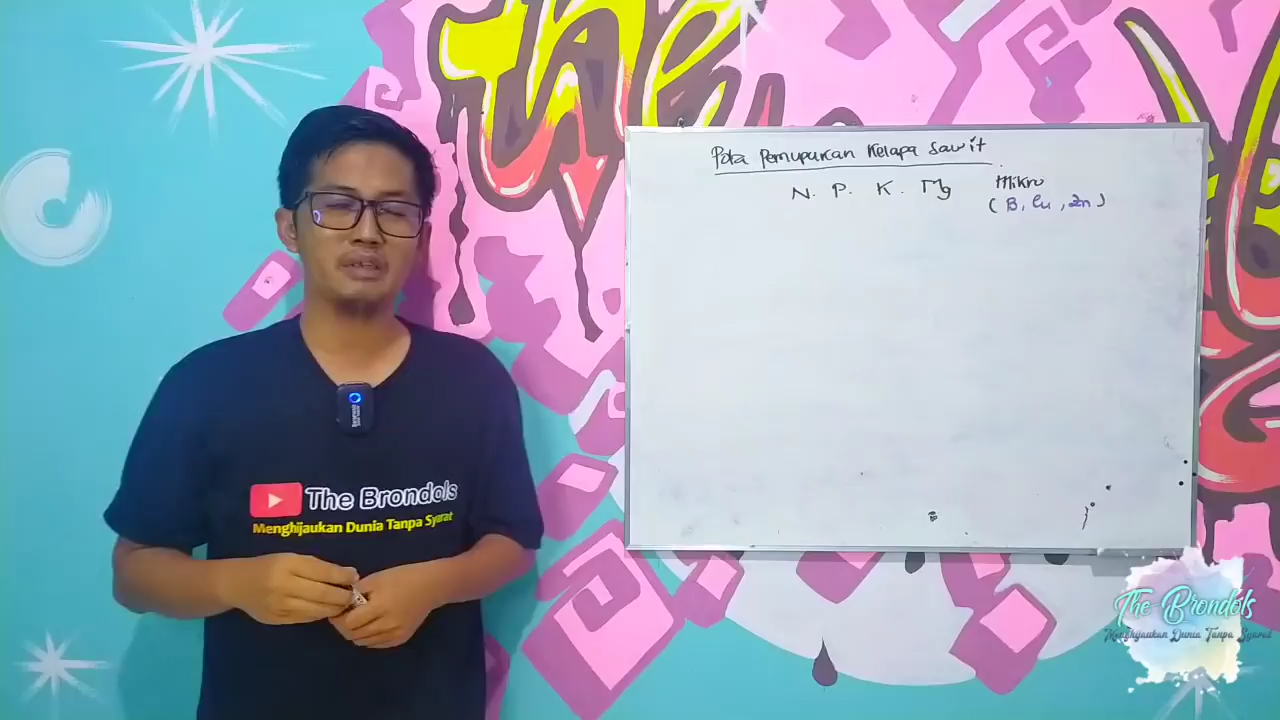 The
Pola Pemupukan Kelapa Sawit
N. P. K. Mg Mikro
( B, Cu, Zn )
The Brondols
Menghijaukan Dunia Tanpa Syarat
The Brondols
Menghijaukan Dunia Tanpa Syarat